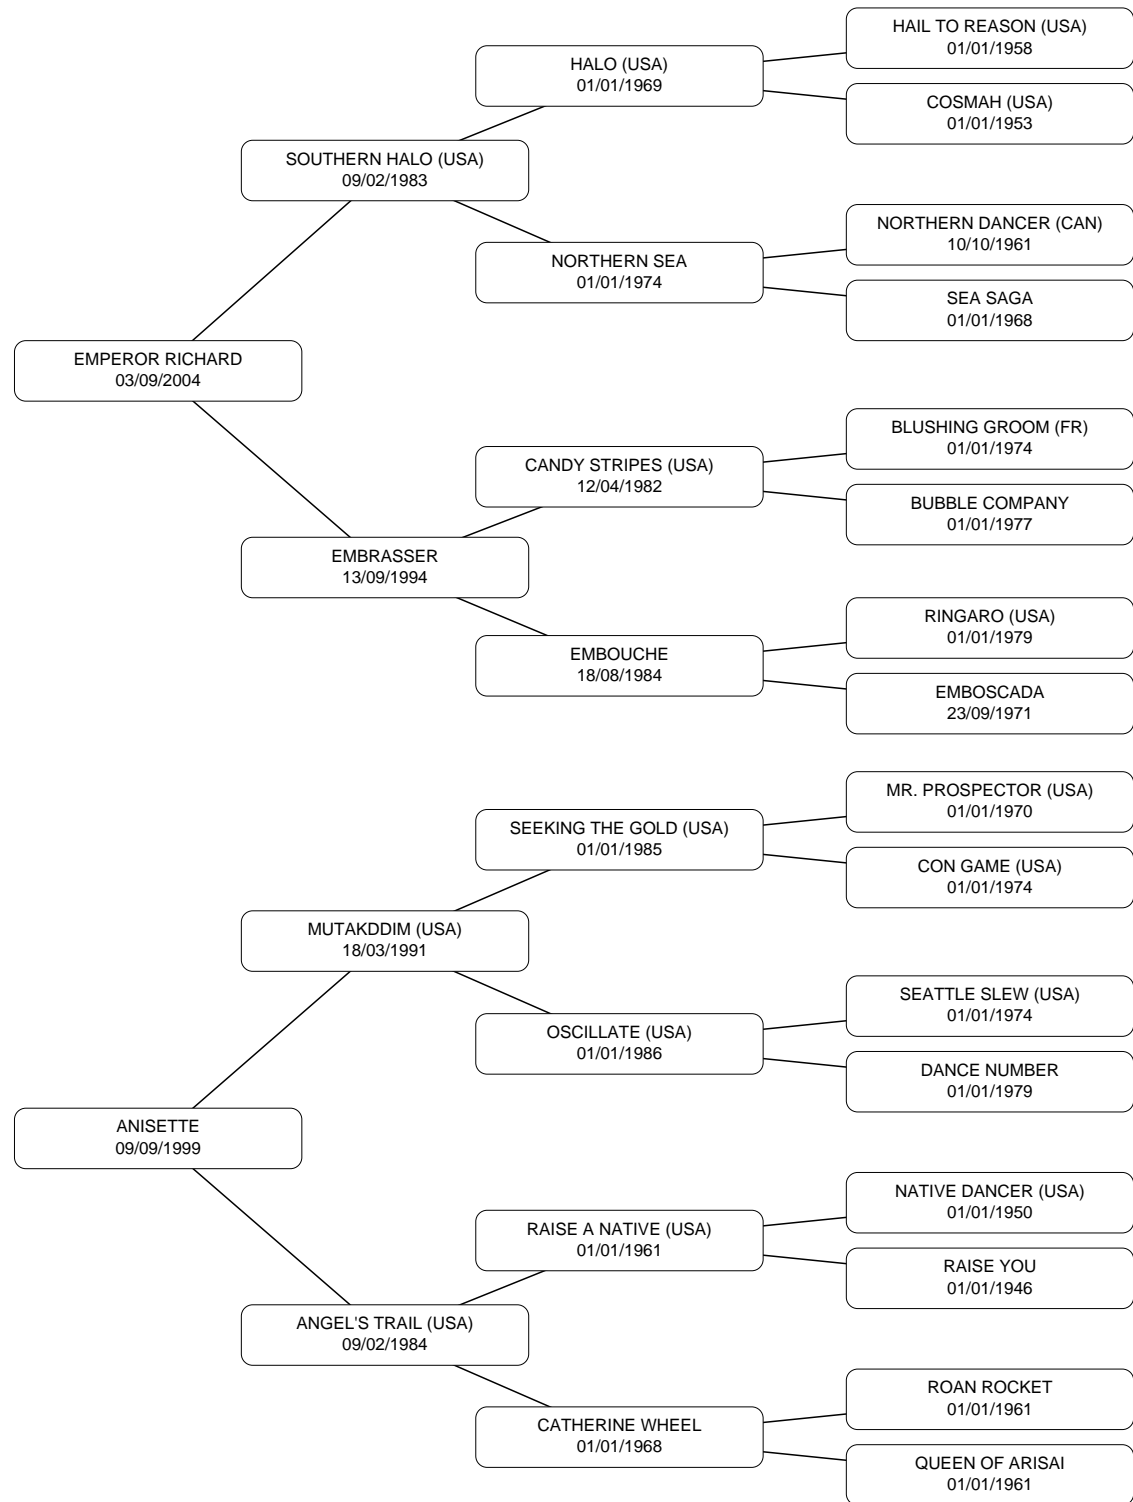 HAIL TO REASON (USA)
01/01/1958
HALO (USA)
01/01/1969
COSMAH (USA)
01/01/1953
SOUTHERN HALO (USA)
09/02/1983
NORTHERN DANCER (CAN)
10/10/1961
NORTHERN SEA
01/01/1974
SEA SAGA
01/01/1968
EMPEROR RICHARD
03/09/2004
BLUSHING GROOM (FR)
01/01/1974
CANDY STRIPES (USA)
12/04/1982
BUBBLE COMPANY
01/01/1977
EMBRASSER
13/09/1994
RINGARO (USA)
01/01/1979
EMBOUCHE
18/08/1984
EMBOSCADA
23/09/1971
MR. PROSPECTOR (USA)
01/01/1970
SEEKING THE GOLD (USA)
01/01/1985
CON GAME (USA)
01/01/1974
MUTAKDDIM (USA)
18/03/1991
SEATTLE SLEW (USA)
01/01/1974
OSCILLATE (USA)
01/01/1986
DANCE NUMBER
01/01/1979
ANISETTE
09/09/1999
NATIVE DANCER (USA)
01/01/1950
RAISE A NATIVE (USA)
01/01/1961
RAISE YOU
01/01/1946
ANGEL'S TRAIL (USA)
09/02/1984
ROAN ROCKET
01/01/1961
CATHERINE WHEEL
01/01/1968
QUEEN OF ARISAI
01/01/1961